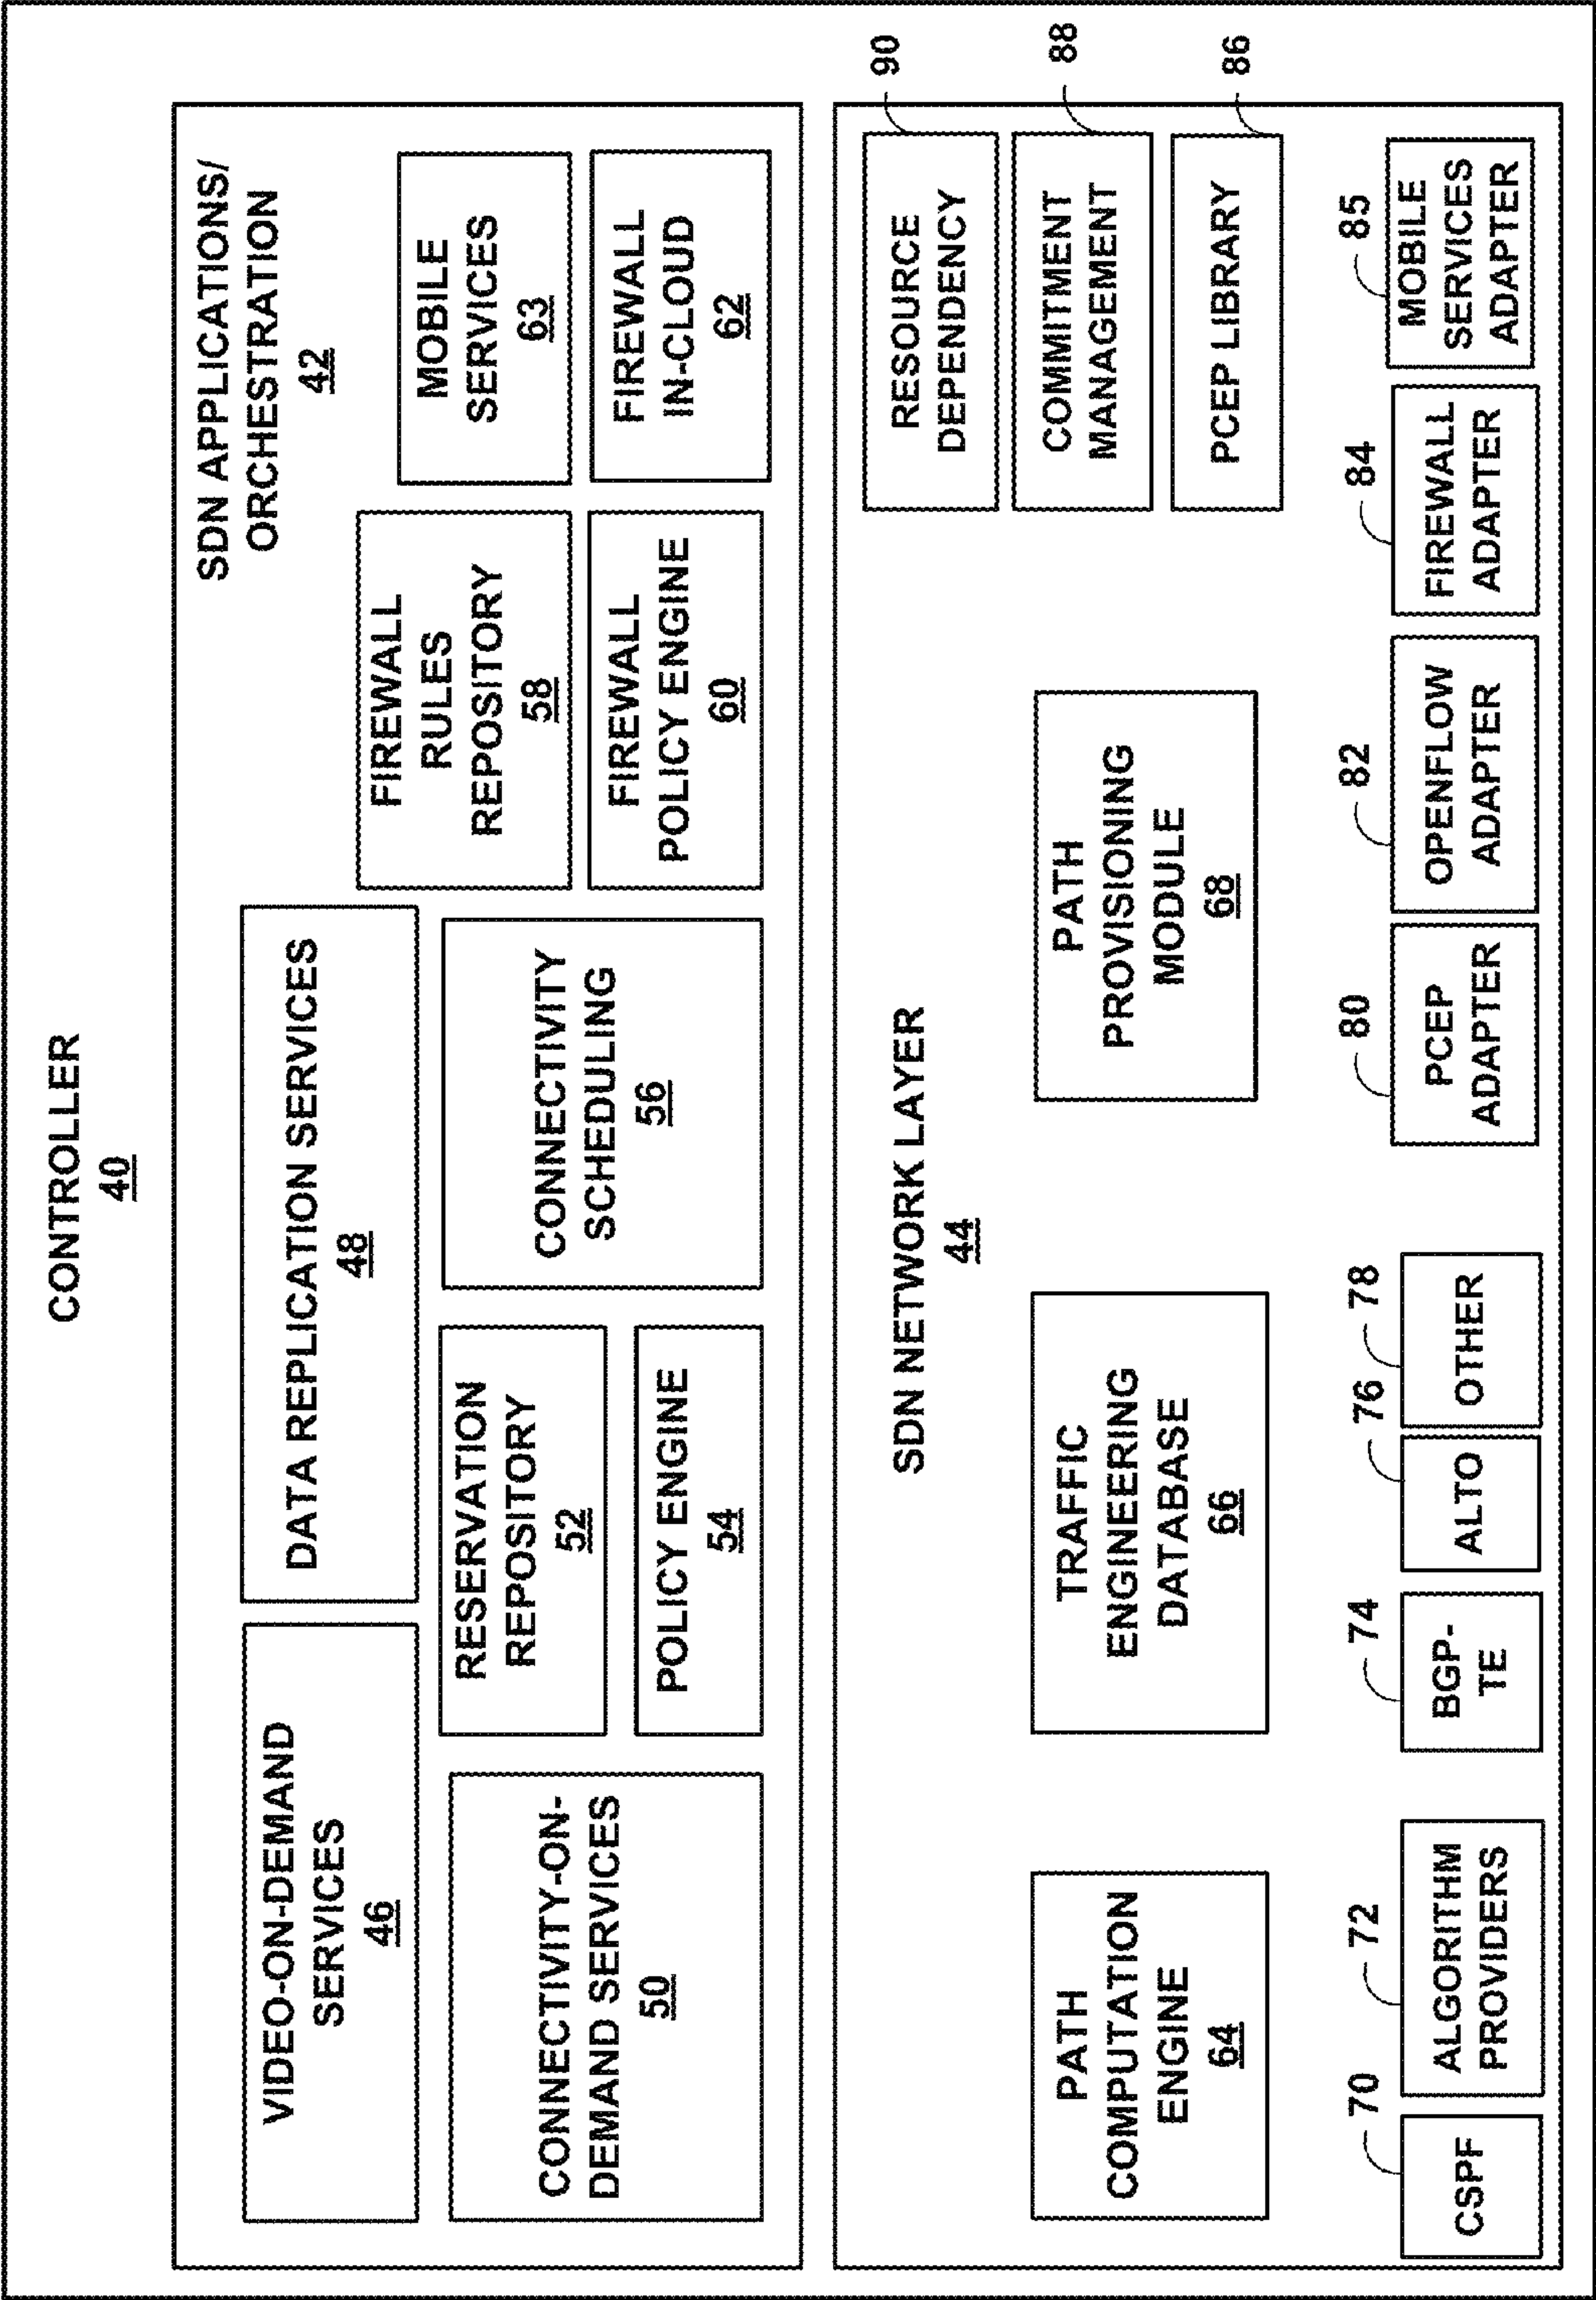 CONTROLLER
40
SDN APPLICATIONS/
ORCHESTRATION
42
VIDEO-ON-DEMAND
SERVICES
46
DATA REPLICATION SERVICES
48
CONNECTIVITY-ON-
DEMAND SERVICES
50
RESERVATION
REPOSITORY
52
POLICY ENGINE
54
CONNECTIVITY
SCHEDULING
56
FIREWALL
RULES
REPOSITORY
58
FIREWALL
POLICY ENGINE
60
MOBILE
SERVICES
63
FIREWALL
IN-CLOUD
62
SDN NETWORK LAYER
44
PATH
COMPUTATION
ENGINE
64
TRAFFIC
ENGINEERING
DATABASE
66
PATH
PROVISIONING
MODULE
68
RESOURCE
DEPENDENCY
90
COMMITMENT
MANAGEMENT
88
PCEP LIBRARY
86
70
CSPF
72
ALGORITHM
PROVIDERS
74
BGP-
TE
76
ALTO
78
OTHER
80
PCEP
ADAPTER
82
OPENFLOW
ADAPTER
84
FIREWALL
ADAPTER
85
MOBILE
SERVICES
ADAPTER